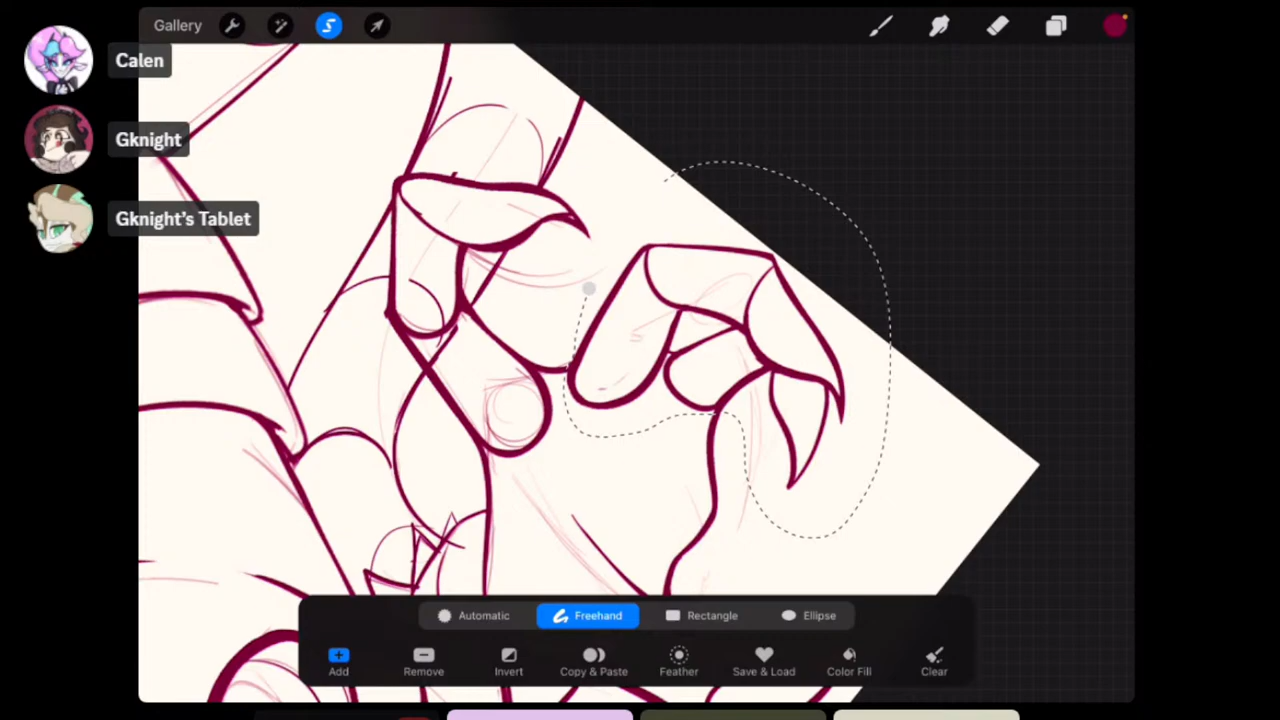 Gallery
Calen
Gknight
Gknight's Tablet
Automatic Freehand Rectangle Ellipse
Add Remove Invert Copy & Paste Feather Save & Load Color Fill Clear